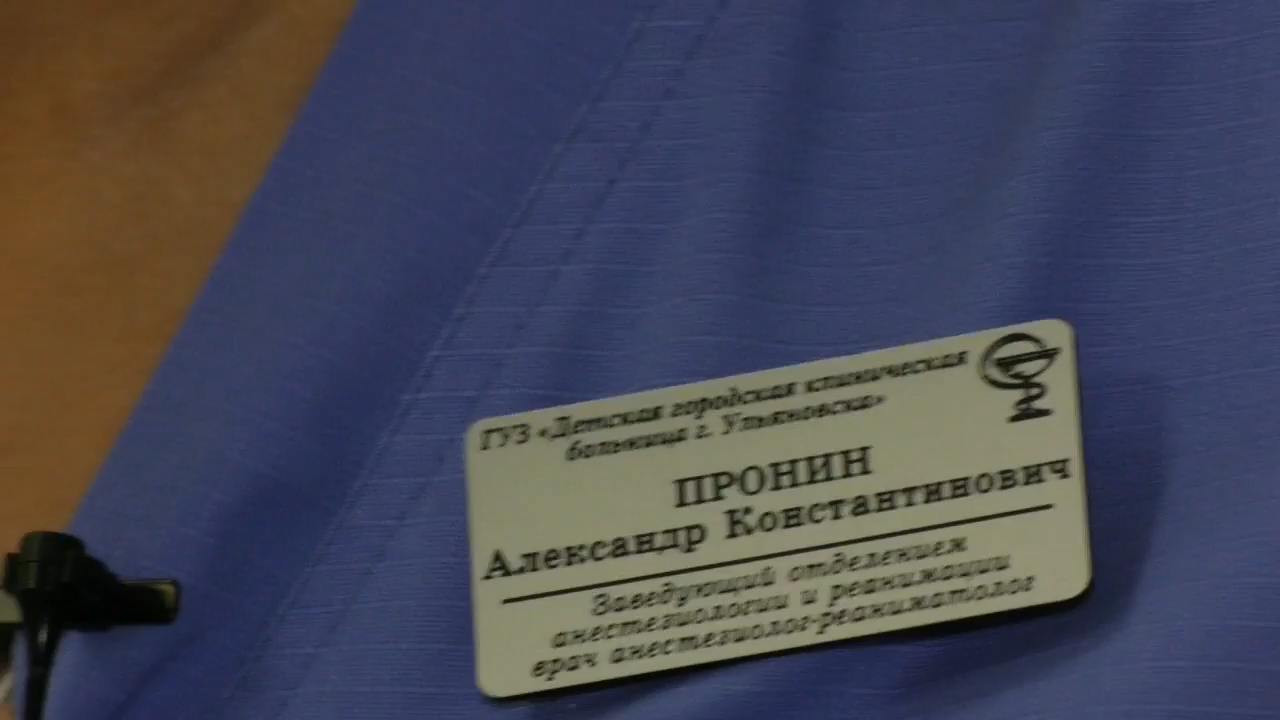 ГУЗ «Детская городская клиническая
больница г. Ульяновска»
ПРОНИН
Александр Константинович
Заведующий отделением
анестезиологии и реанимации
врач анестезиолог-реаниматолог